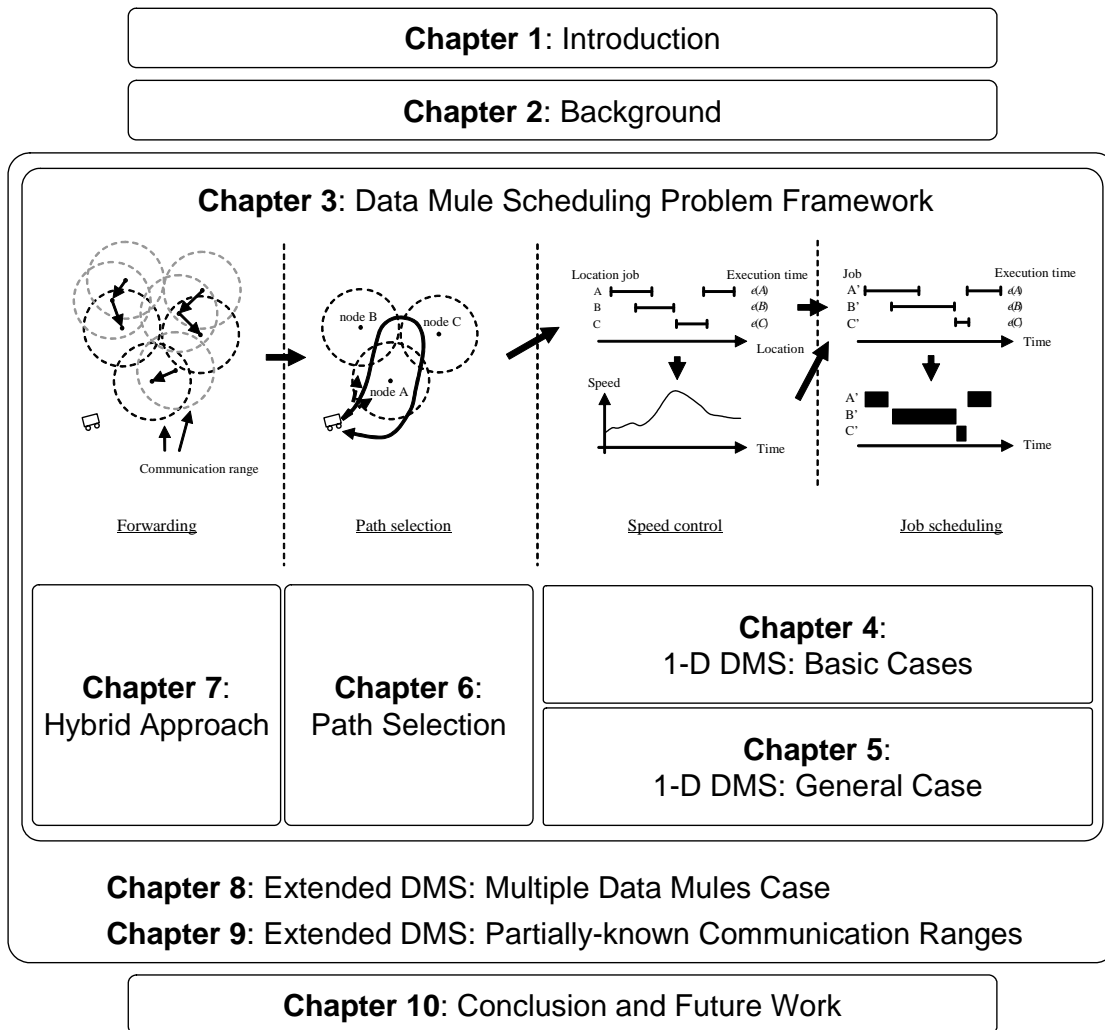 Chapter 1: Introduction
Chapter 2: Background
Chapter 3: Data Mule Scheduling Problem Framework
Communication range
Forwarding
node B
node C
node A
Path selection
Location job
Execution time
A
e(A)
B
e(B)
C
e(C)
Location
Speed
Time
Speed control
Job
Execution time
A'
e(A)
B'
e(B)
C'
e(C)
Time
A'
B'
C'
Time
Job scheduling
Chapter 7:
Hybrid Approach
Chapter 6:
Path Selection
Chapter 4:
1-D DMS: Basic Cases
Chapter 5:
1-D DMS: General Case
Chapter 8: Extended DMS: Multiple Data Mules Case
Chapter 9: Extended DMS: Partially-known Communication Ranges
Chapter 10: Conclusion and Future Work